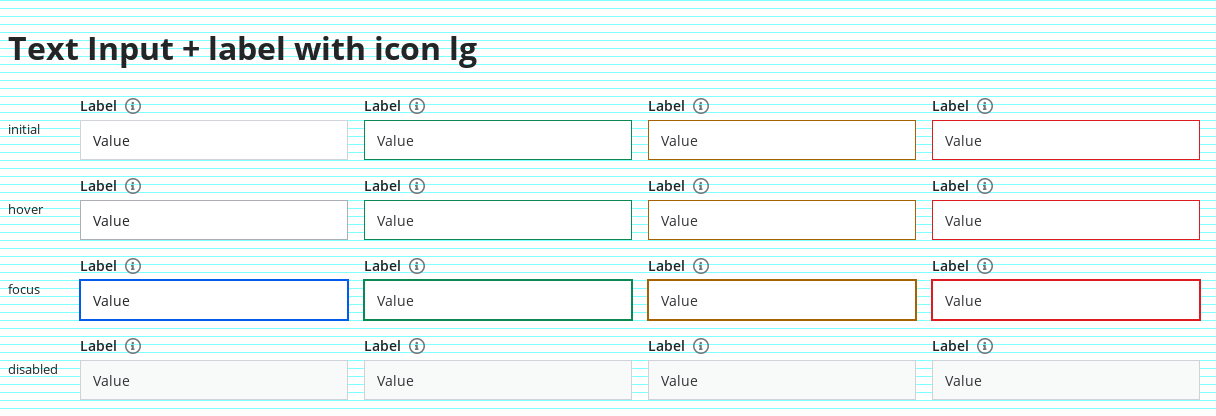 Text Input + label with icon lg
Label Label Label Label
initial Value Value Value Value
Label Label Label Label
hover Value Value Value Value
Label Label Label Label
focus Value Value Value Value
Label Label Label Label
disabled Value Value Value Value